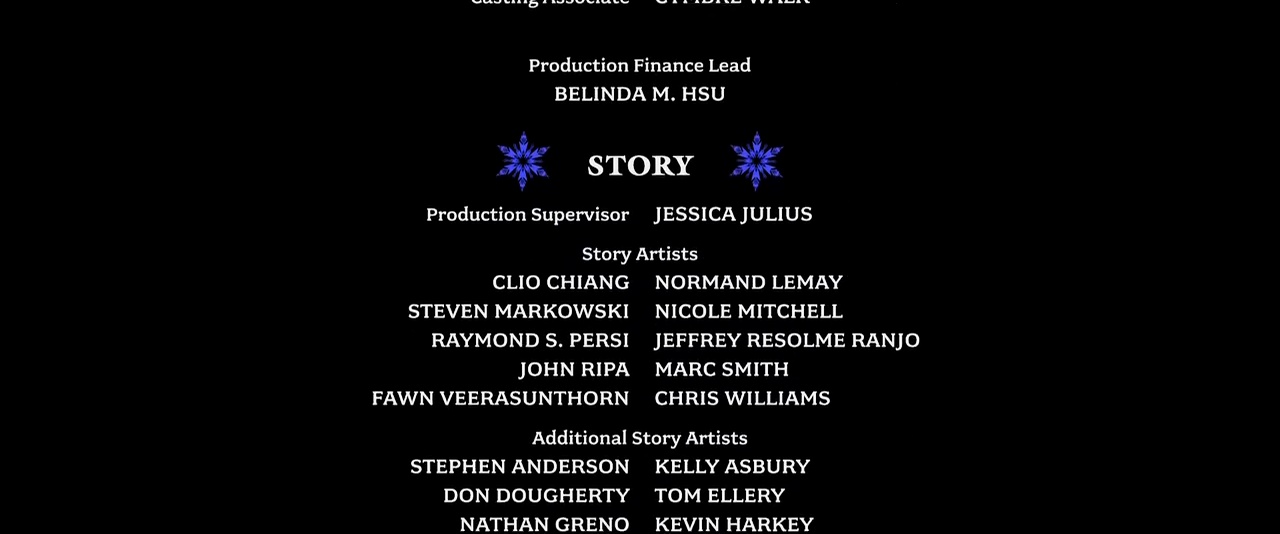 Casting Associate CYMBRE WALK
Production Finance Lead
BELINDA M. HSU
STORY
Production Supervisor JESSICA JULIUS
Story Artists
CLIO CHIANG NORMAND LEMAY
STEVEN MARKOWSKI NICOLE MITCHELL
RAYMOND S. PERSI JEFFREY RESOLME RANJO
JOHN RIPA MARC SMITH
FAWN VEERASUNTHORN CHRIS WILLIAMS
Additional Story Artists
STEPHEN ANDERSON KELLY ASBURY
DON DOUGHERTY TOM ELLERY
NATHAN GRENO KEVIN HARKEY